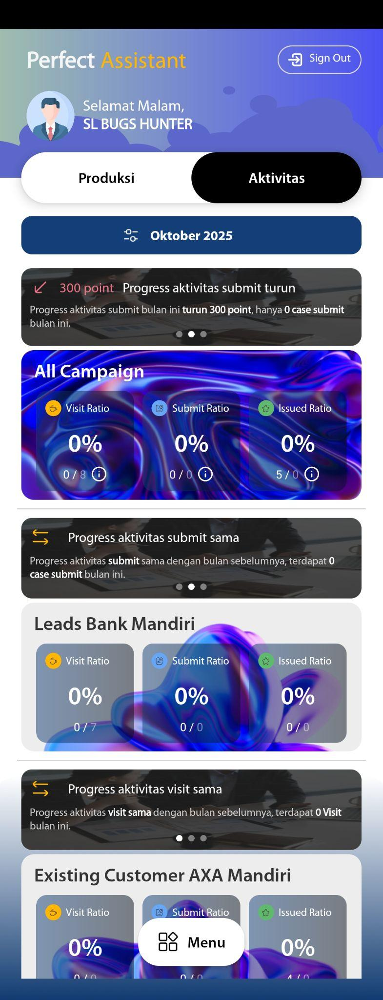 Perfect Assistant
Sign Out
Selamat Malam,
SL BUGS HUNTER
Produksi
Aktivitas
Oktober 2025
300 point Progress aktivitas submit turun
Progress aktivitas submit bulan ini turun 300 point, hanya 0 case submit
bulan ini.
All Campaign
Visit Ratio
Submit Ratio
Issued Ratio
0%
0%
0%
0 / 8
0 / 0
5 / 0
Progress aktivitas submit sama
Progress aktivitas submit sama dengan bulan sebelumnya, terdapat 0
case submit bulan ini.
Leads Bank Mandiri
Visit Ratio
Submit Ratio
Issued Ratio
0%
0%
0%
0 / 7
0 / 0
0 / 0
Progress aktivitas visit sama
Progress aktivitas visit sama dengan bulan sebelumnya, terdapat 0 Visit
bulan ini.
Existing Customer AXA Mandiri
Visit Ratio
Submit Ratio
Issued Ratio
0%
Menu
0%